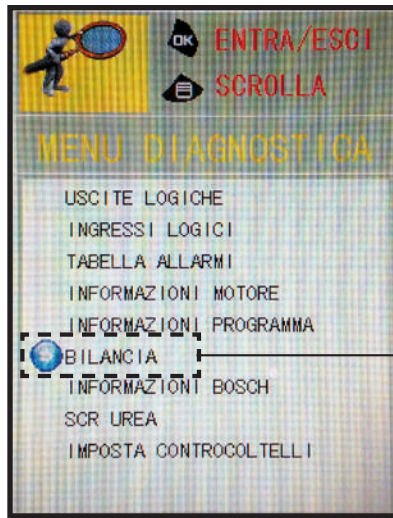 OK ENTRA/ESCI
SCROLLA
MENU DIAGNOSTICA
USCITE LOGICHE
INGRESSI LOGICI
TABELLA ALLARMI
INFORMAZIONI MOTORE
INFORMAZIONI PROGRAMMA
BILANCIA
INFORMAZIONI BOSCH
SCR UREA
IMPOSTA CONTROCOLTELLI